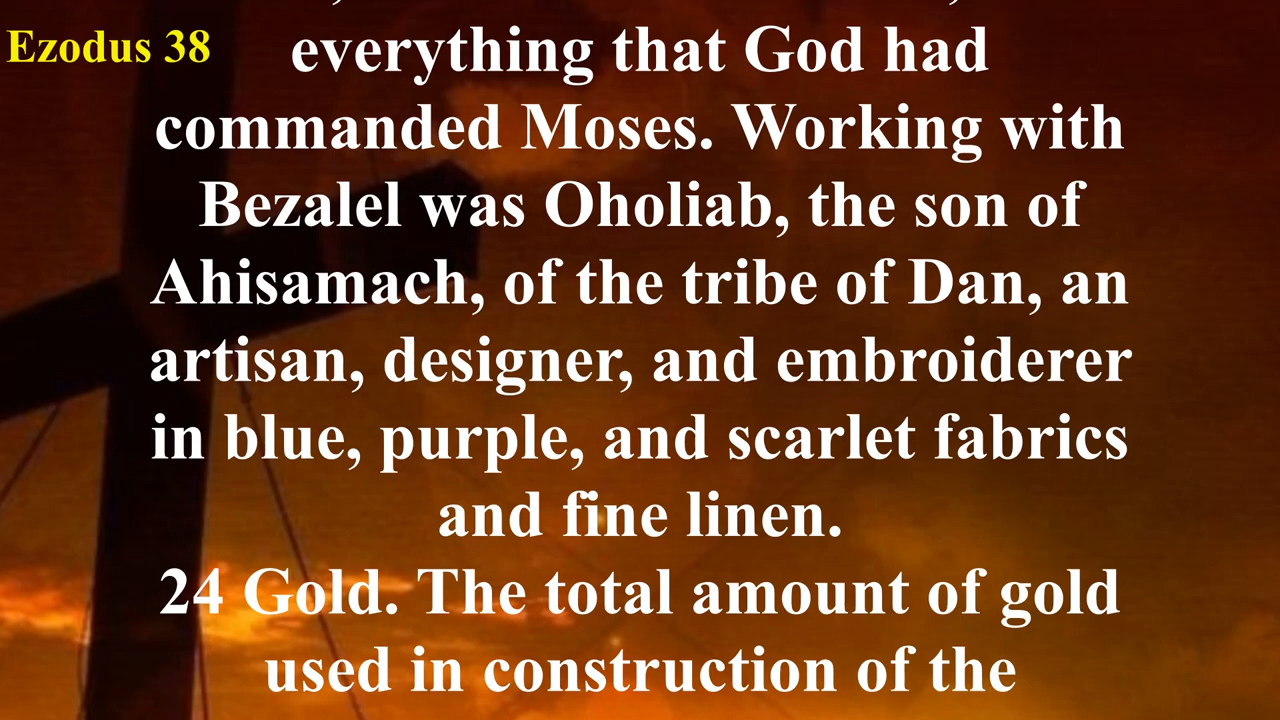 Ezodus 38
everything that God had
commanded Moses. Working with
Bezalel was Oholiab, the son of
Ahisamach, of the tribe of Dan, an
artisan, designer, and embroiderer
in blue, purple, and scarlet fabrics
and fine linen.
24 Gold. The total amount of gold
used in construction of the